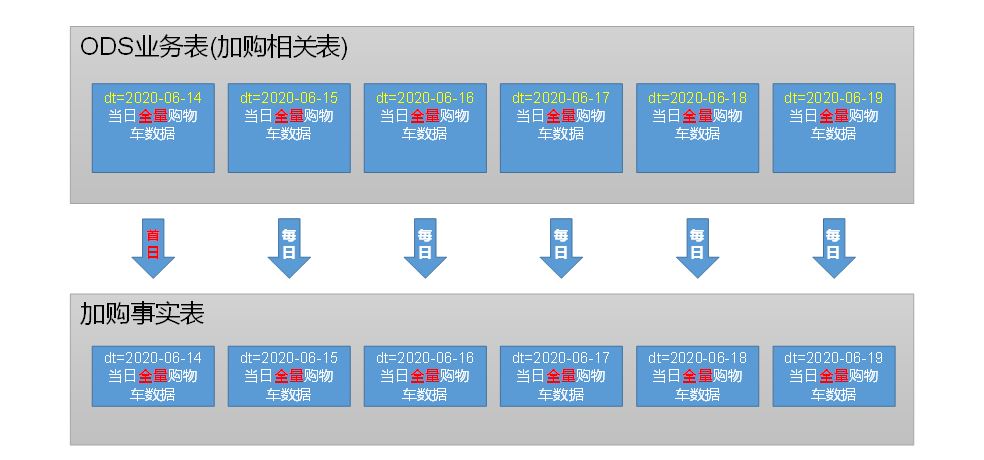 ODS业务表(加购相关表)
dt=2020-06-14
当日全量购物
车数据
dt=2020-06-15
当日全量购物
车数据
dt=2020-06-16
当日全量购物
车数据
dt=2020-06-17
当日全量购物
车数据
dt=2020-06-18
当日全量购物
车数据
dt=2020-06-19
当日全量购物
车数据
首
日
每
日
每
日
每
日
每
日
每
日
加购事实表
dt=2020-06-14
当日全量购物
车数据
dt=2020-06-15
当日全量购物
车数据
dt=2020-06-16
当日全量购物
车数据
dt=2020-06-17
当日全量购物
车数据
dt=2020-06-18
当日全量购物
车数据
dt=2020-06-19
当日全量购物
车数据